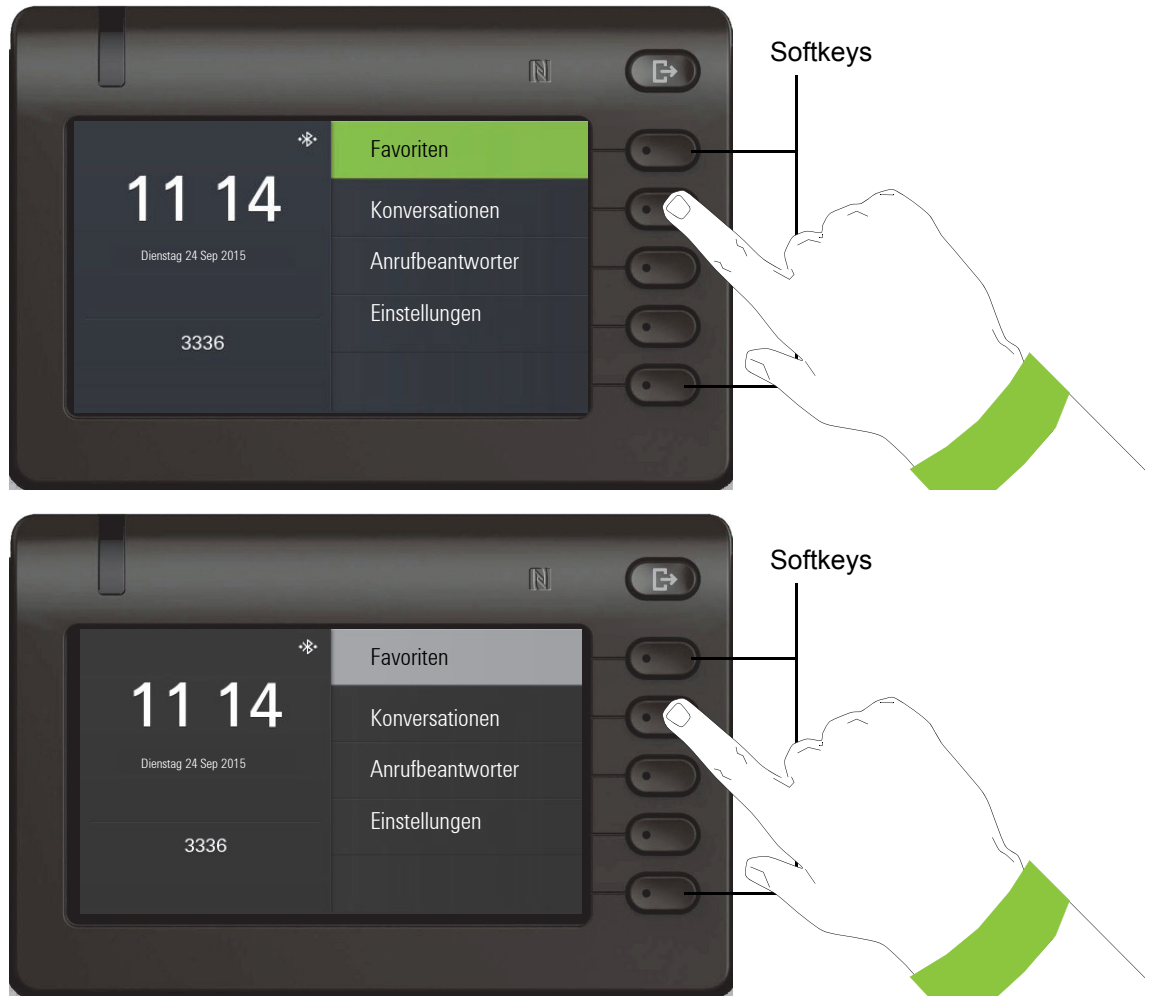 Softkeys
Favoriten
11 14
Konversationen
Dienstag 24 Sep 2015
Anrufbeantworter
Einstellungen
3336
Softkeys
Favoriten
11 14
Konversationen
Dienstag 24 Sep 2015
Anrufbeantworter
Einstellungen
3336